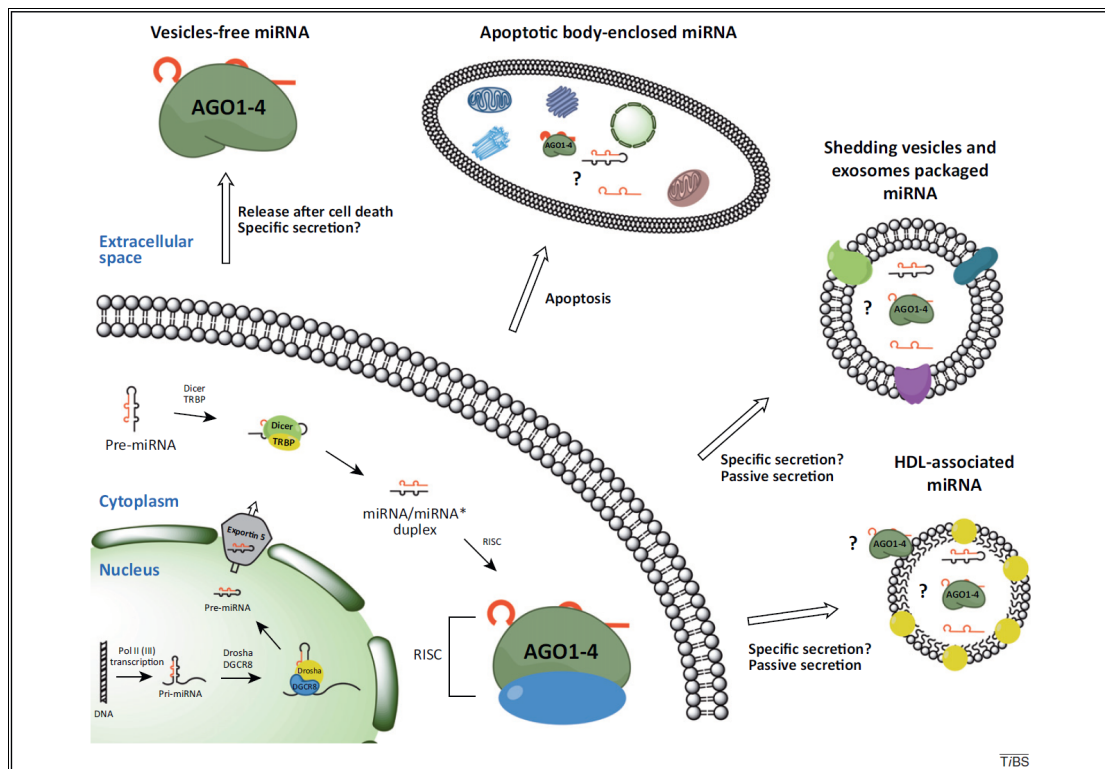 Vesicles-free miRNA
AGO1-4
Release after cell death
Specific secretion?
Extracellular
space
Apoptotic body-enclosed miRNA
AGO1-4
?
Apoptosis
Shedding vesicles and
exosomes packaged
miRNA
?
AGO1-4
Specific secretion?
Passive secretion
HDL-associated
miRNA
?
AGO1-4
?
AGO1-4
Specific secretion?
Passive secretion
Pre-miRNA
Dicer
TRBP
Dicer
TRBP
miRNA/miRNA*
duplex
RISC
Cytoplasm
Exportin 5
Nucleus
Pre-miRNA
DNA
Pol II (III)
transcription
Pri-miRNA
Drosha
DGCR8
Drosha
DGCR8
RISC
AGO1-4
TiBS